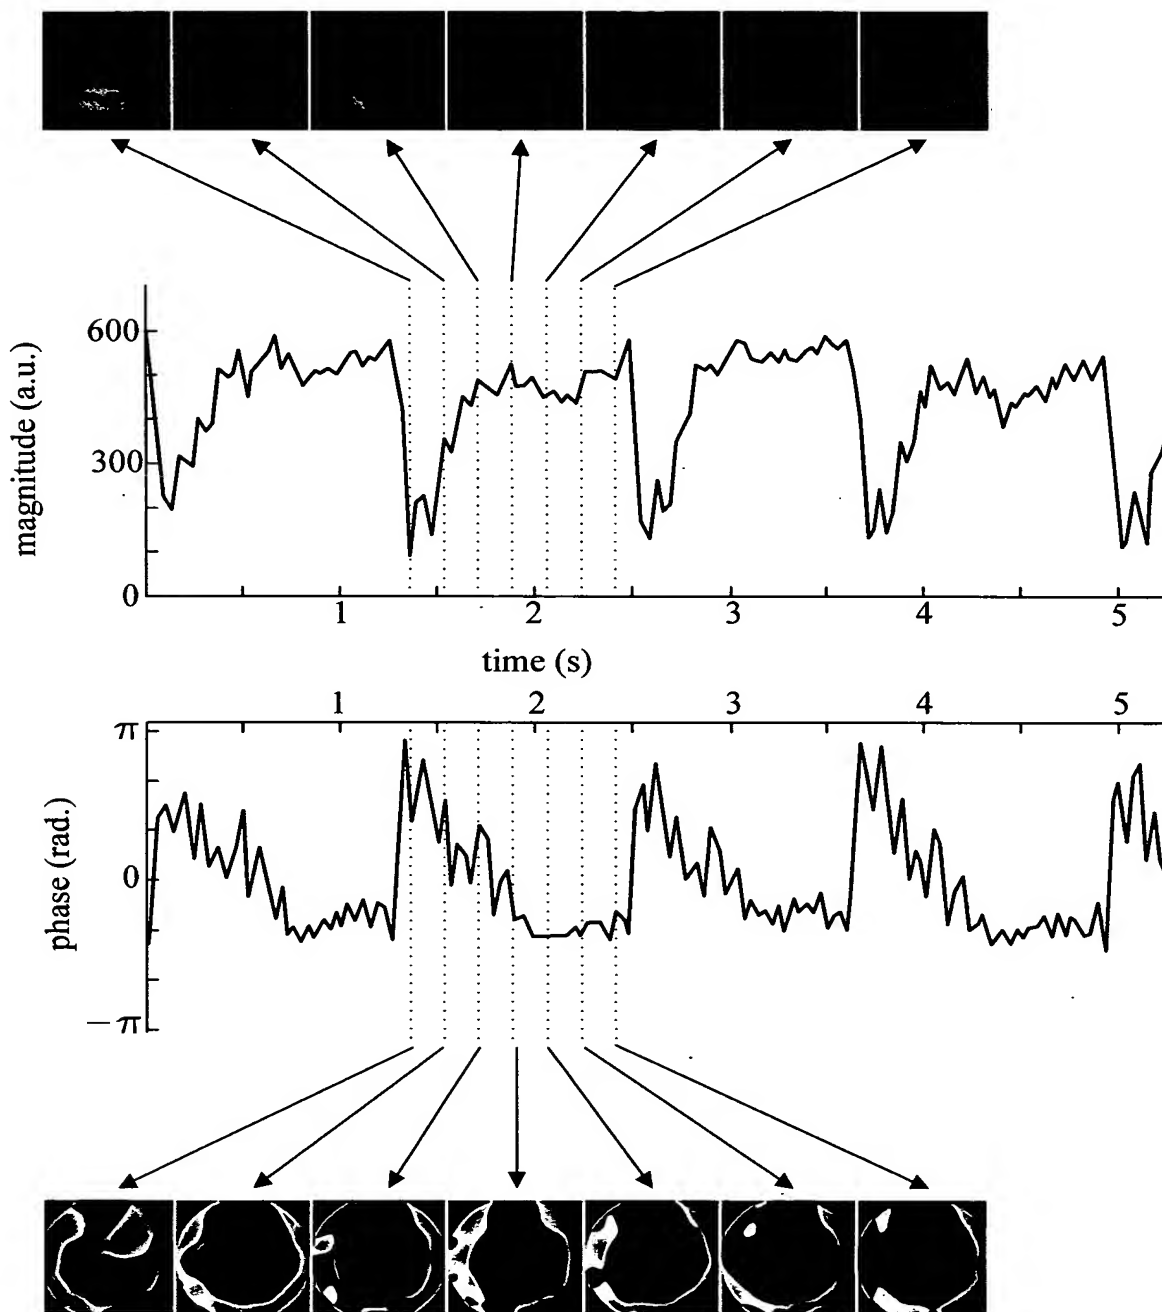 600
300
0
magnitude (a.u.)
1 2 3 4 5
time (s)
1 2 3 4 5
π
0
−π
phase (rad.)